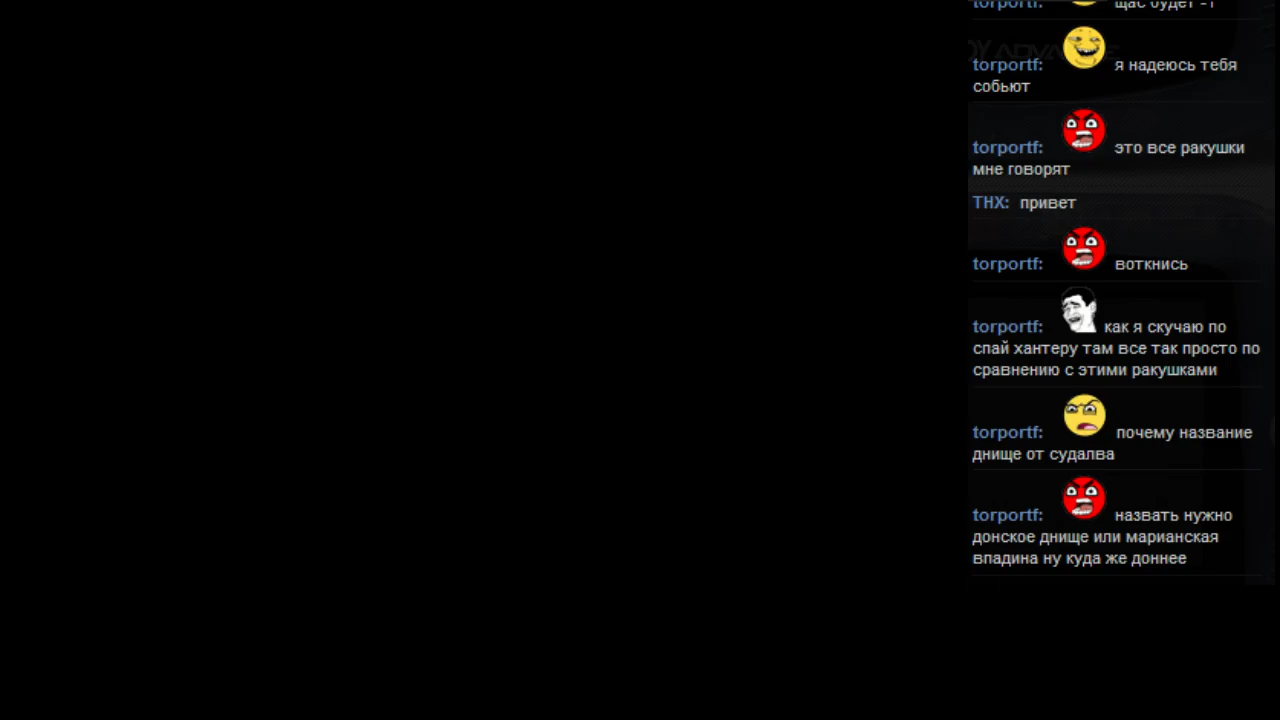 torportf: щас будет -1
torportf: я надеюсь тебя
собьют
torportf: это все ракушки
мне говорят
THX: привет
torportf: воткнись
torportf: как я скучаю по
спай хантеру там все так просто по
сравнению с этими ракушками
torportf: почему название
днище от судалва
torportf: назвать нужно
донское днище или марианская
впадина ну куда же доннее